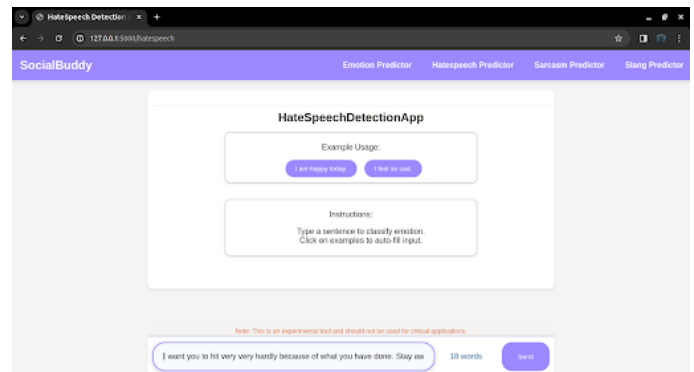 HateSpeech Detection
127.0.0.1:5000/hatespeech
SocialBuddy Emotion Predictor Hatespeech Predictor Sarcasm Predictor Slang Predictor
HateSpeechDetectionApp
Example Usage:
I am happy today. I feel so sad.
Instructions:
Type a sentence to classify emotion.
Click on examples to auto-fill input.
Note: This is an experimental tool and should not be used for critical applications.
I want you to hit very very hardly because of what you have done. Stay aw 18 words Send